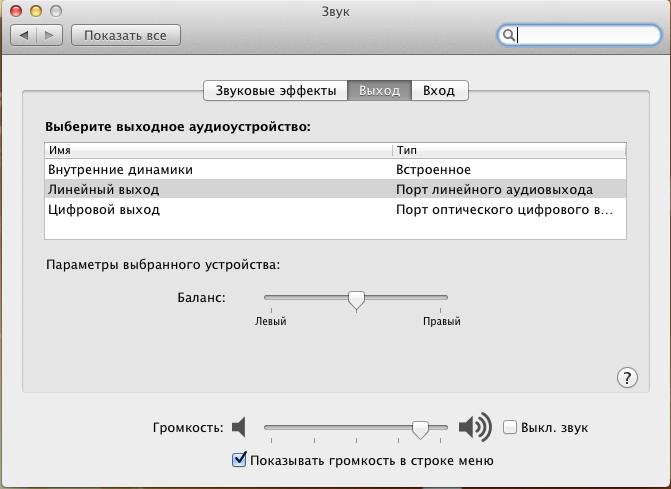 Звук
Показать все
Звуковые эффекты Выход Вход
Выберите выходное аудиоустройство:
Имя Тип
Внутренние динамики Встроенное
Линейный выход Порт линейного аудиовыхода
Цифровой выход Порт оптического цифрового в...
Параметры выбранного устройства:
Баланс:
Левый Правый
?
Громкость: Выкл. звук
Показывать громкость в строке меню